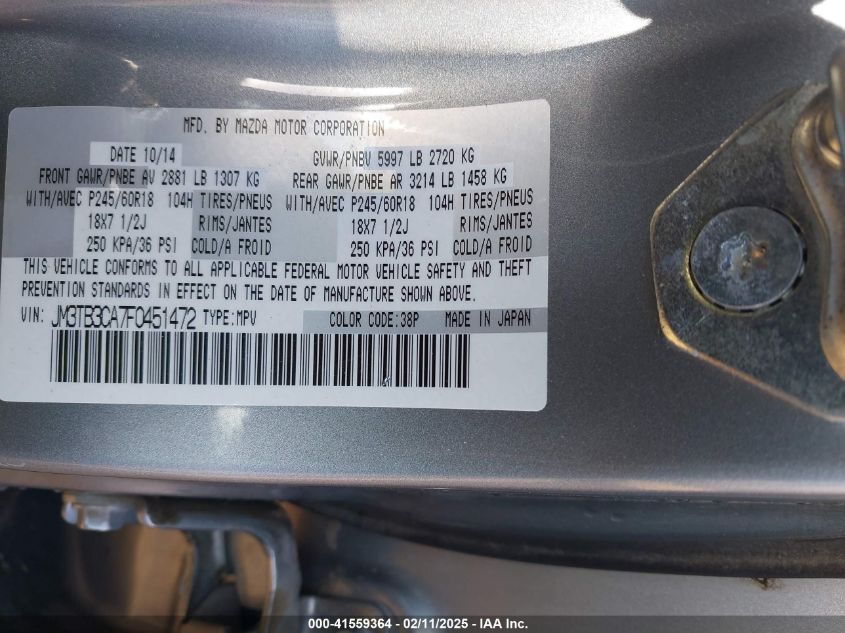 MFD. BY MAZDA MOTOR CORPORATION
DATE 10/14 GVWR/PNBV 5997 LB 2720 KG
FRONT GAWR/PNBE AV 2881 LB 1307 KG REAR GAWR/PNBE AR 3214 LB 1458 KG
WITH/AVEC P245/60R18 104H TIRES/PNEUS WITH/AVEC P245/60R18 104H TIRES/PNEUS
18X7 1/2J RIMS/JANTES 18X7 1/2J RIMS/JANTES
250 KPA/36 PSI COLD/A FROID 250 KPA/36 PSI COLD/A FROID
THIS VEHICLE CONFORMS TO ALL APPLICABLE FEDERAL MOTOR VEHICLE SAFETY AND THEFT
PREVENTION STANDARDS IN EFFECT ON THE DATE OF MANUFACTURE SHOWN ABOVE.
VIN: JM3TB3CA7F0451472 TYPE:MPV COLOR CODE:38P MADE IN JAPAN
000-41559364 - 02/11/2025 - IAA Inc.